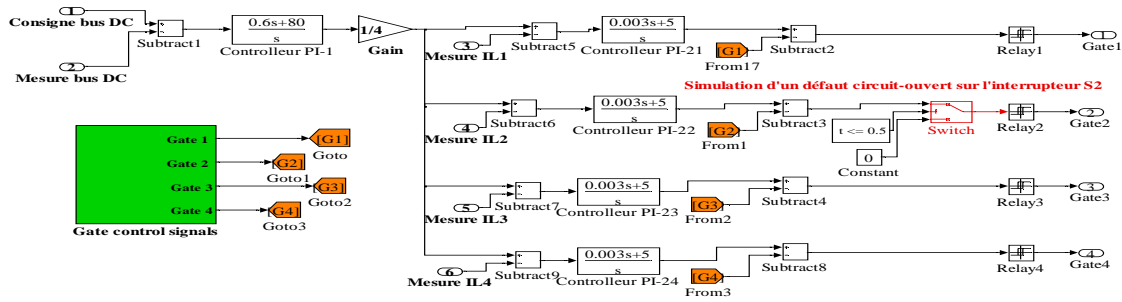 1
Consigne bus DC
2
Mesure bus DC
Subtract1
0.6s+80
s
Controlleur PI-1
1/4
Gain
3
Mesure IL1
Subtract5
0.003s+5
s
Controlleur PI-21
[G1]
From17
Subtract2
Relay1
1
Gate1
Simulation d'un défaut circuit-ouvert sur l'interrupteur S2
4
Mesure IL2
Subtract6
0.003s+5
s
Controlleur PI-22
[G2]
From1
Subtract3
t <= 0.5
0
Constant
Switch
Relay2
2
Gate2
5
Mesure IL3
Subtract7
0.003s+5
s
Controlleur PI-23
[G3]
From2
Subtract4
Relay3
3
Gate3
6
Mesure IL4
Subtract9
0.003s+5
s
Controlleur PI-24
[G4]
From3
Subtract8
Relay4
4
Gate4
Gate 1
Gate 2
Gate 3
Gate 4
Gate control signals
[G1]
Goto
[G2]
Goto1
[G3]
Goto2
[G4]
Goto3